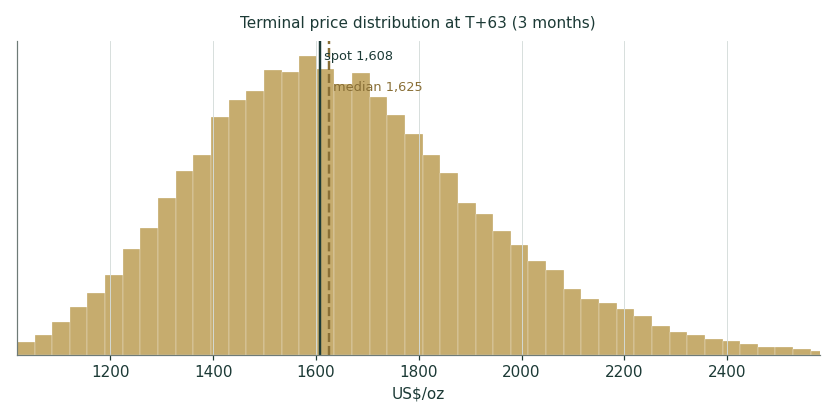 Terminal price distribution at T+63 (3 months)
spot 1,608
median 1,625
1200 1400 1600 1800 2000 2200 2400
US$/oz